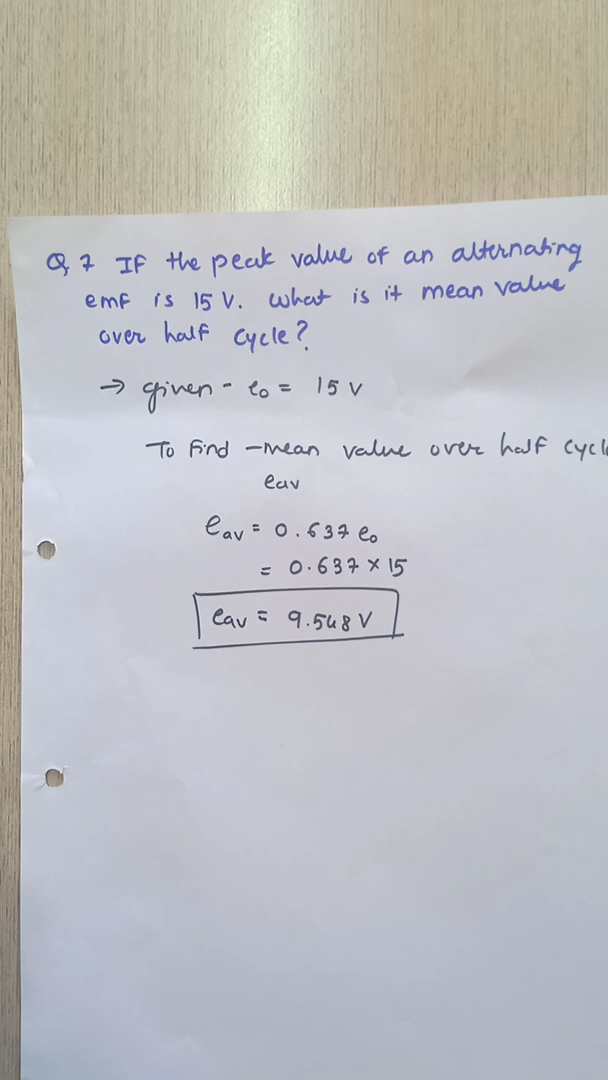 Q 7 If the peak value of an alternating
emf is 15 V. What is it mean value
over half cycle?
→ given - e₀ = 15 V
To Find - mean value over half cycle
eav
eav = 0.637 e₀
= 0.637 × 15
eav = 9.548 V